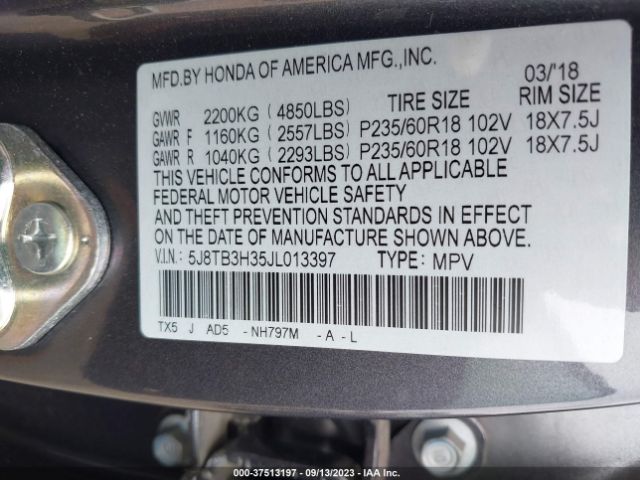 MFD.BY HONDA OF AMERICA MFG.,INC. 03/'18
GVWR 2200KG (4850LBS) TIRE SIZE RIM SIZE
GAWR F 1160KG (2557LBS) P235/60R18 102V 18X7.5J
GAWR R 1040KG (2293LBS) P235/60R18 102V 18X7.5J
THIS VEHICLE CONFORMS TO ALL APPLICABLE
FEDERAL MOTOR VEHICLE SAFETY
AND THEFT PREVENTION STANDARDS IN EFFECT
ON THE DATE OF MANUFACTURE SHOWN ABOVE.
V.I.N.: 5J8TB3H35JL013397 TYPE: MPV
TX5 J AD5 -NH797M -A-L
000-37513197 - 09/13/2023 - IAA Inc.